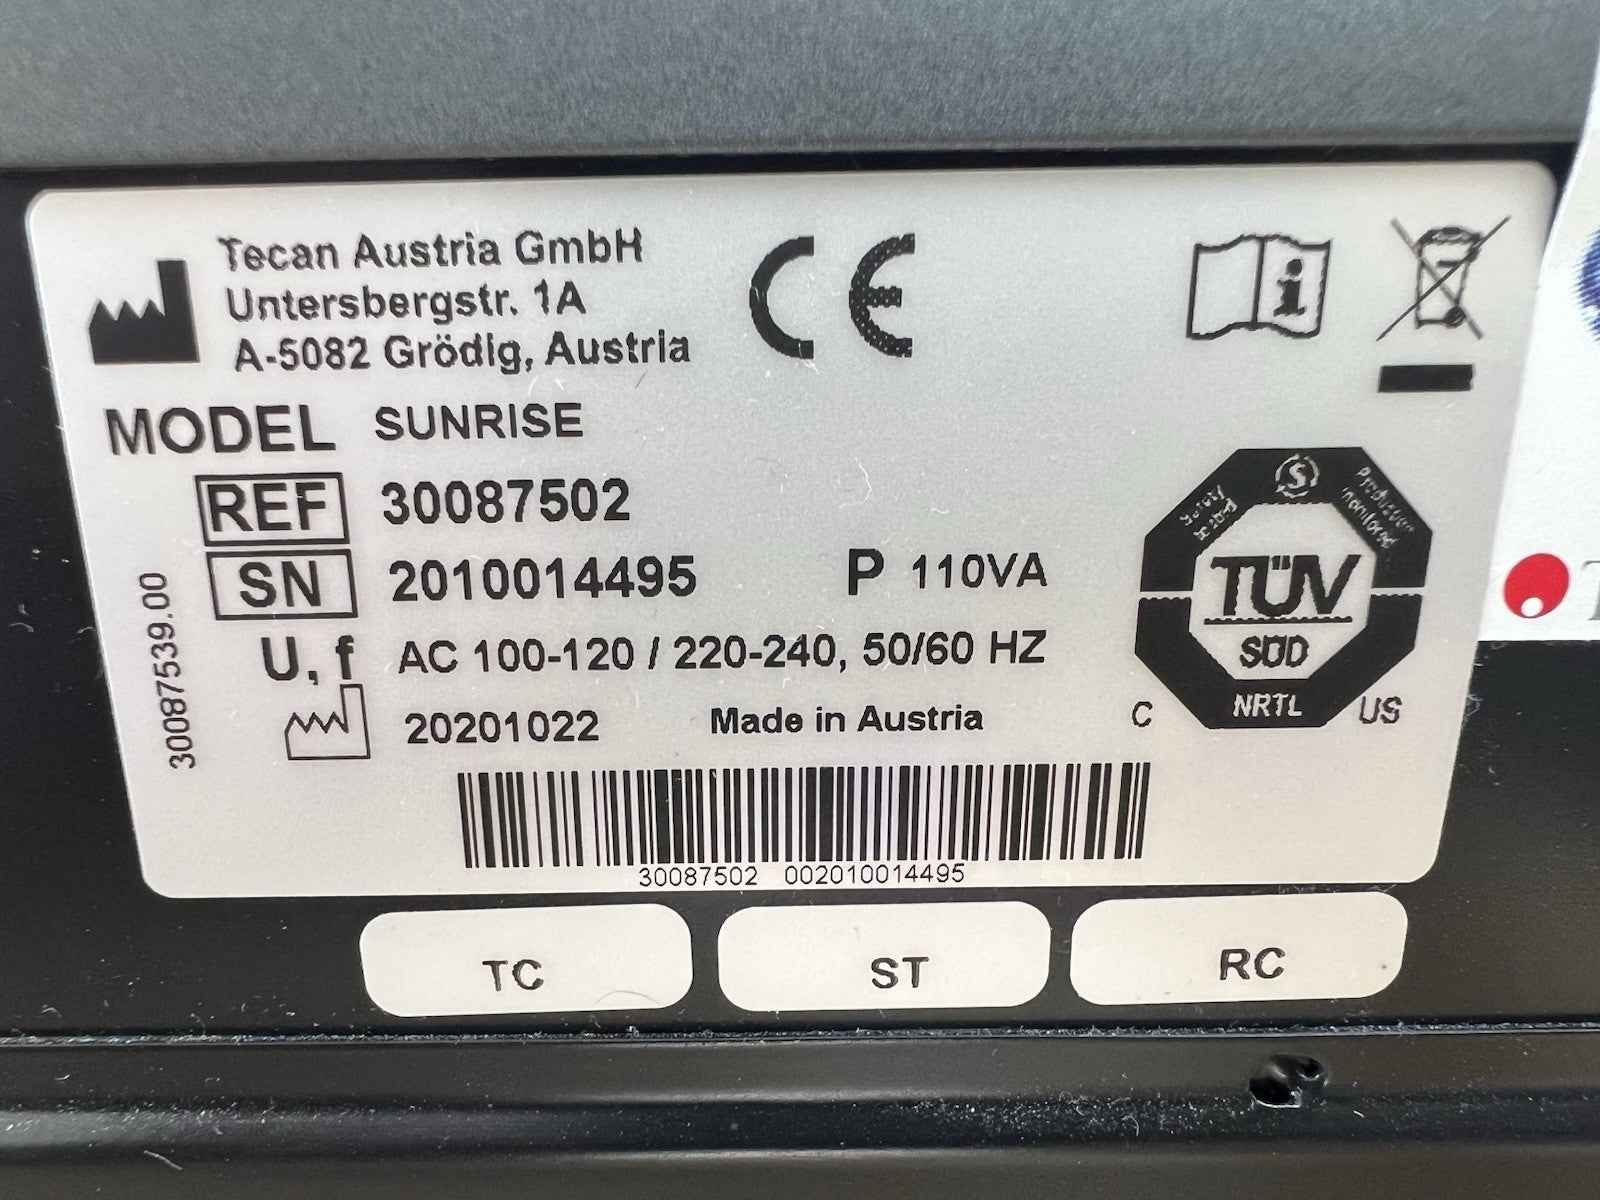 Tecan Austria GmbH
Untersbergstr. 1A
A-5082 Grödig, Austria
CE
MODEL SUNRISE
REF 30087502
SN 2010014495 P 110VA
U, f AC 100-120 / 220-240, 50/60 HZ
20201022 Made in Austria
30087539.00
S
Production
monitored
TÜV
SÜD
NRTL
C US
30087502 002010014495
TC ST RC